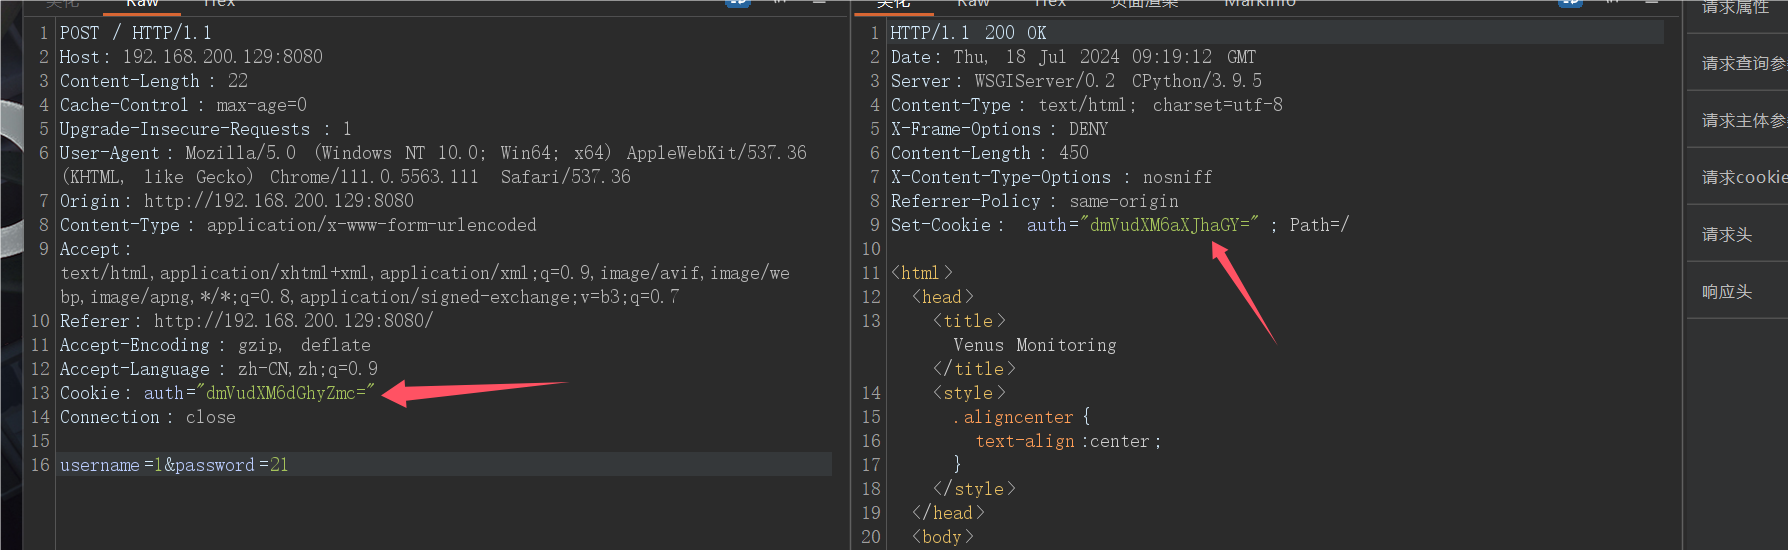 美化 Raw Hex
1 POST / HTTP/1.1
2 Host: 192.168.200.129:8080
3 Content-Length: 22
4 Cache-Control: max-age=0
5 Upgrade-Insecure-Requests: 1
6 User-Agent: Mozilla/5.0 (Windows NT 10.0; Win64; x64) AppleWebKit/537.36
(KHTML, like Gecko) Chrome/111.0.5563.111 Safari/537.36
7 Origin: http://192.168.200.129:8080
8 Content-Type: application/x-www-form-urlencoded
9 Accept:
text/html,application/xhtml+xml,application/xml;q=0.9,image/avif,image/we
bp,image/apng,*/*;q=0.8,application/signed-exchange;v=b3;q=0.7
10 Referer: http://192.168.200.129:8080/
11 Accept-Encoding: gzip, deflate
12 Accept-Language: zh-CN,zh;q=0.9
13 Cookie: auth="dmVudXM6dGhyZmc="
14 Connection: close
15
16 username=1&password=21
美化 Raw Hex 页面渲染 MarkInfo
1 HTTP/1.1 200 OK
2 Date: Thu, 18 Jul 2024 09:19:12 GMT
3 Server: WSGIServer/0.2 CPython/3.9.5
4 Content-Type: text/html; charset=utf-8
5 X-Frame-Options: DENY
6 Content-Length: 450
7 X-Content-Type-Options: nosniff
8 Referrer-Policy: same-origin
9 Set-Cookie: auth="dmVudXM6aXJhaGY="; Path=/
10
11 <html>
12 <head>
13 <title>
Venus Monitoring
</title>
14 <style>
15 .aligncenter {
16 text-align:center;
17 }
18 </style>
19 </head>
20 <body>
请求属性
请求查询参
请求主体参
请求cookie
请求头
响应头